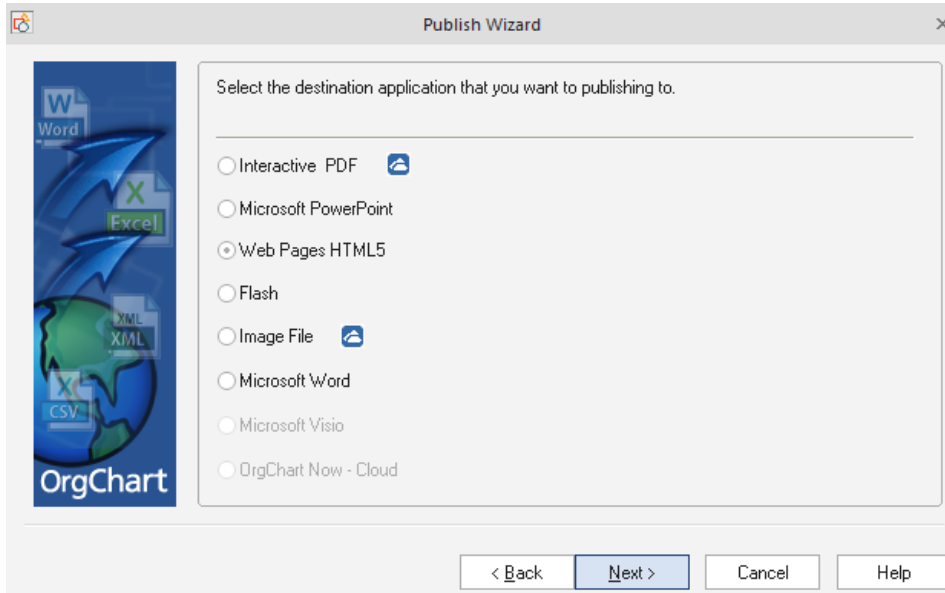 Publish Wizard
Select the destination application that you want to publishing to.
Interactive PDF
Microsoft PowerPoint
Web Pages HTML5
Flash
Image File
Microsoft Word
Microsoft Visio
OrgChart Now - Cloud
W
Word
X
Excel
XML
XML
X
CSV
OrgChart
< Back
Next >
Cancel
Help